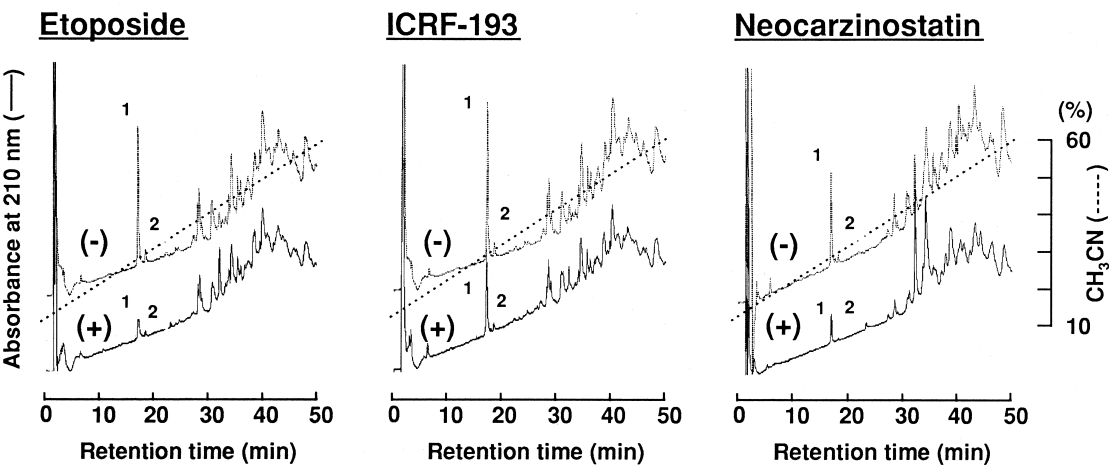 Etoposide
ICRF-193
Neocarzinostatin
Absorbance at 210 nm (——)
1
2
(-)
1
2
(+)
1
2
(-)
1
2
(+)
1
2
(-)
1
2
(+)
(%)
60
10
CH₃CN (-----)
0 10 20 30 40 50
0 10 20 30 40 50
0 10 20 30 40 50
Retention time (min)
Retention time (min)
Retention time (min)